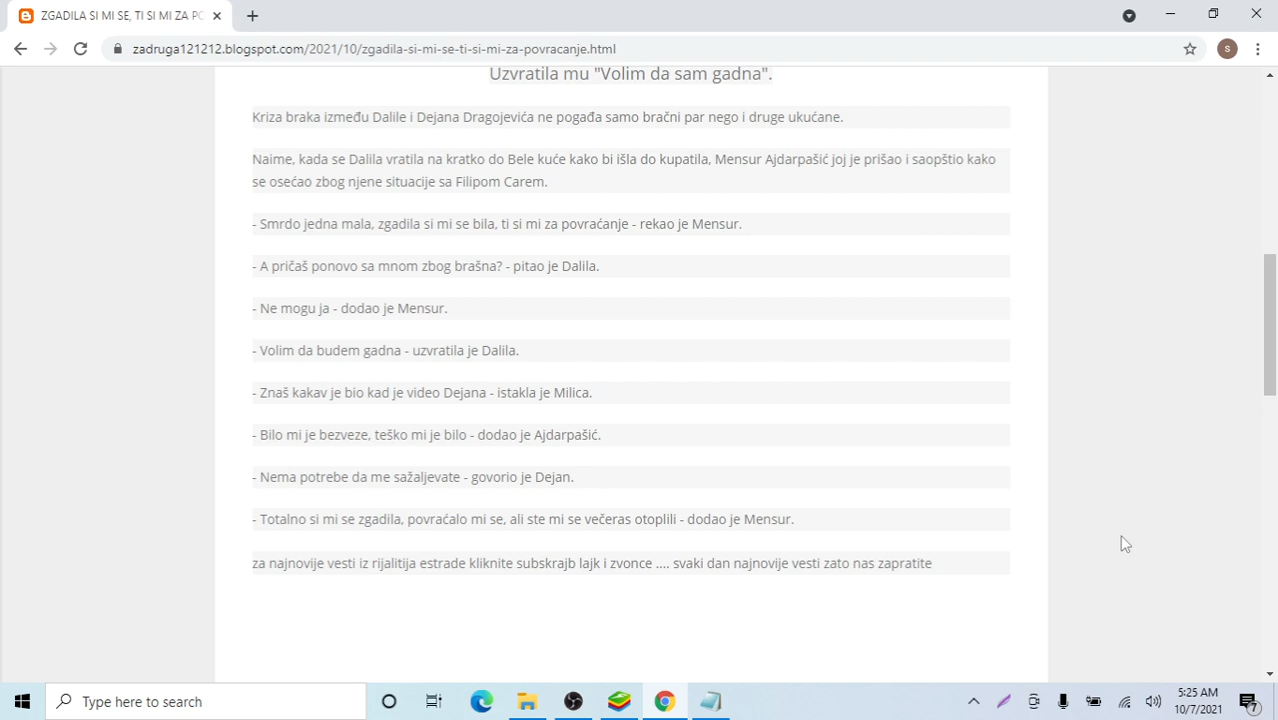 ZGADILA SI MI SE, TI SI MI ZA PO
zadruga121212.blogspot.com/2021/10/zgadila-si-mi-se-ti-si-mi-za-povracanje.html
S
Uzvratila mu "Volim da sam gadna".
Kriza braka između Dalile i Dejana Dragojevića ne pogađa samo bračni par nego i druge ukućane.
Naime, kada se Dalila vratila na kratko do Bele kuće kako bi išla do kupatila, Mensur Ajdarpašić joj je prišao i saopštio kako
se osećao zbog njene situacije sa Filipom Carem.
- Smrdo jedna mala, zgadila si mi se bila, ti si mi za povraćanje - rekao je Mensur.
- A pričaš ponovo sa mnom zbog brašna? - pitao je Dalila.
- Ne mogu ja - dodao je Mensur.
- Volim da budem gadna - uzvratila je Dalila.
- Znaš kakav je bio kad je video Dejana - istakla je Milica.
- Bilo mi je bezveze, teško mi je bilo - dodao je Ajdarpašić.
- Nema potrebe da me sažaljevate - govorio je Dejan.
- Totalno si mi se zgadila, povraćalo mi se, ali ste mi se večeras otoplili - dodao je Mensur.
za najnovije vesti iz rijalitija estrade kliknite subskrajb lajk i zvonce .... svaki dan najnovije vesti zato nas zapratite
Type here to search
5:25 AM
10/7/2021
7